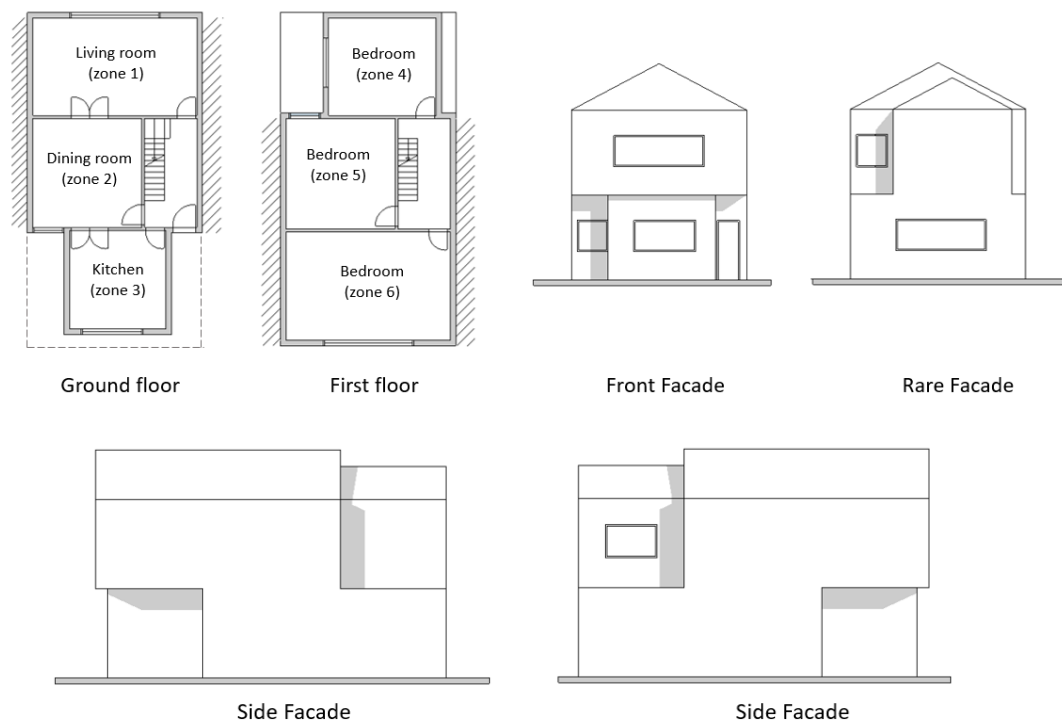 Living room
(zone 1)
Dining room
(zone 2)
Kitchen
(zone 3)
Ground floor
Bedroom
(zone 4)
Bedroom
(zone 5)
Bedroom
(zone 6)
First floor
Front Facade
Rare Facade
Side Facade
Side Facade